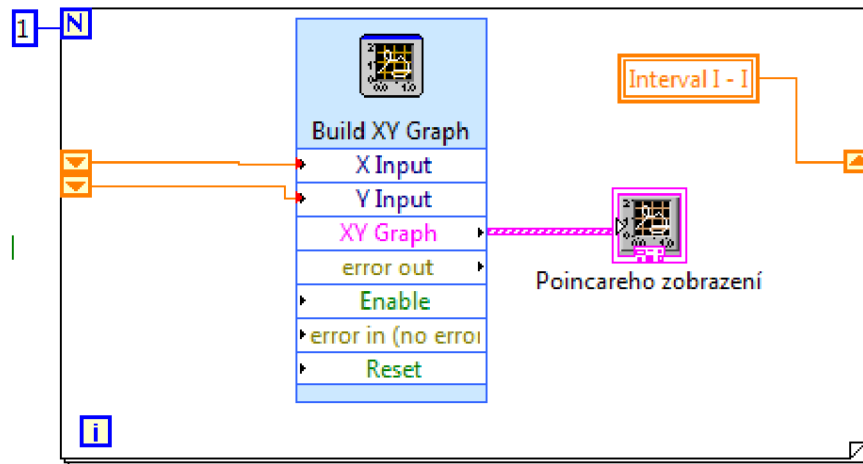 1
N
Interval I - I
Build XY Graph
X Input
Y Input
XY Graph
error out
Enable
error in (no error
Reset
Poincareho zobrazení
i